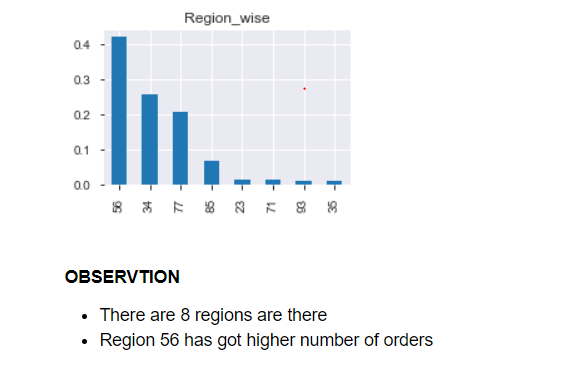 Region_wise
0.4
0.3
0.2
0.1
0.0
56 34 77 85 23 71 93 35
OBSERVTION
• There are 8 regions are there
• Region 56 has got higher number of orders